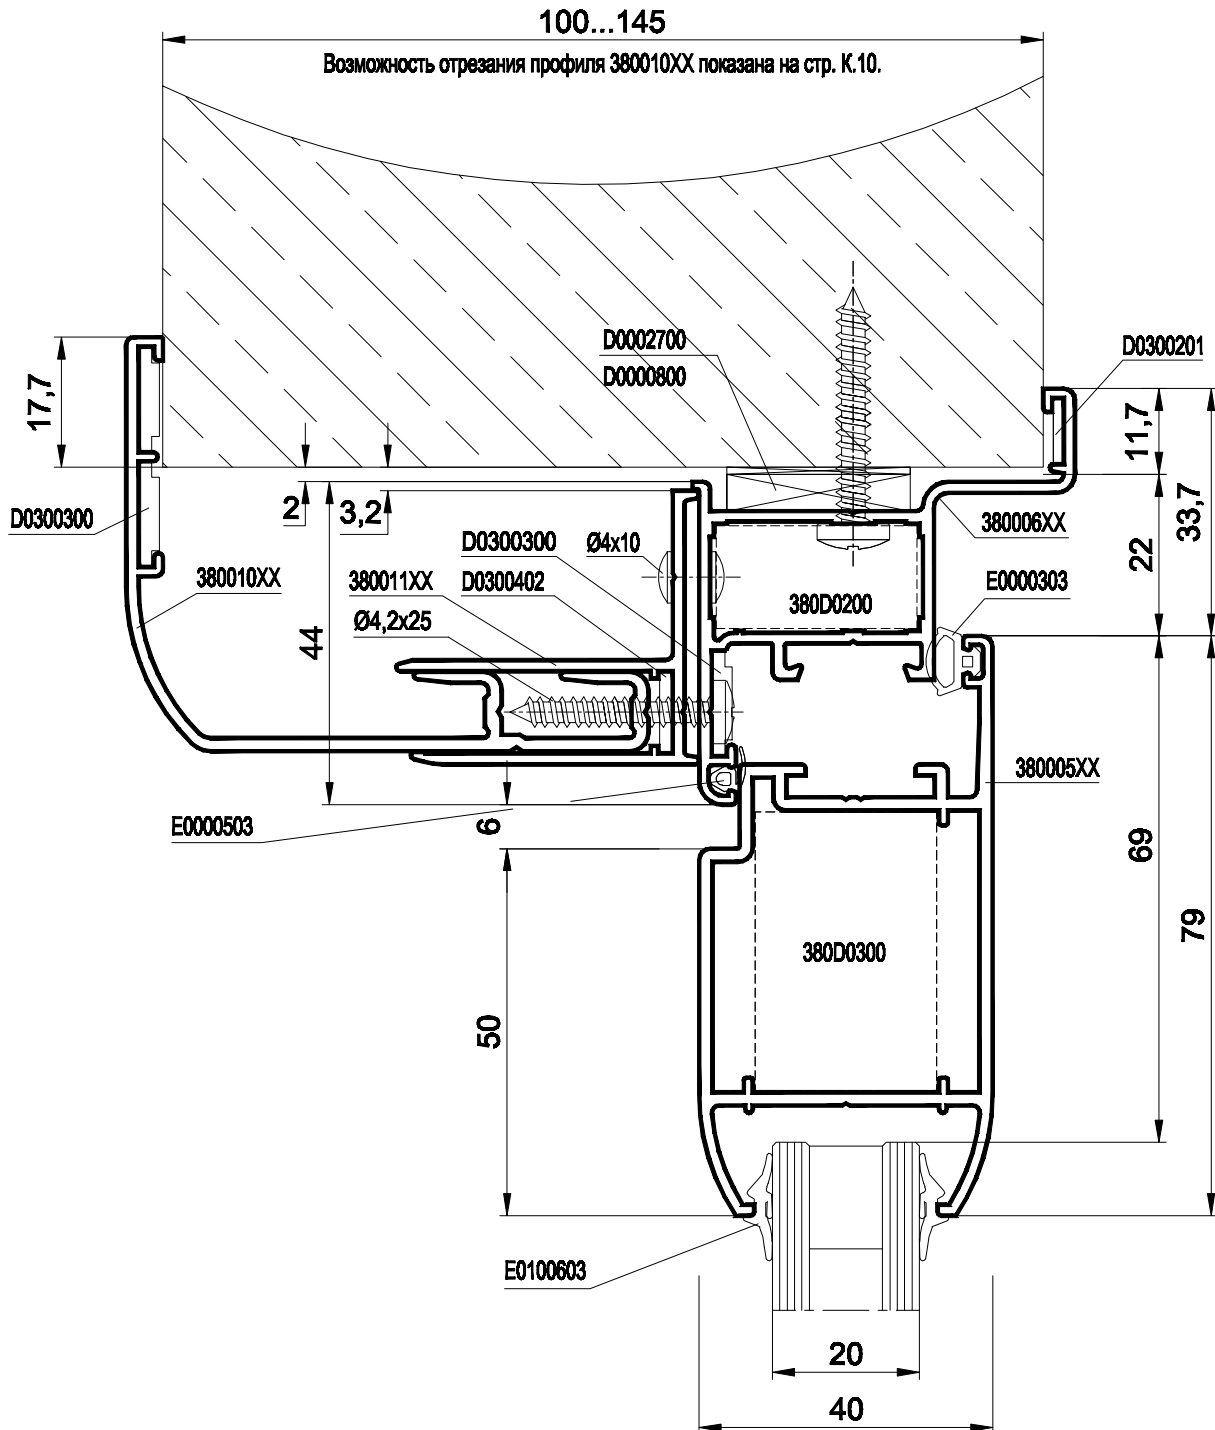 100...145
Возможность отрезания профиля 380010XX показана на стр. К.10.
D0002700
D0000800
D0300201
17,7
11,7
33,7
2
3,2
D0300300
380006XX
22
D0300300
Ø4x10
380010XX
380011XX
D0300402
E0000303
380D0200
Ø4,2x25
44
380005XX
E0000503
6
69
79
380D0300
50
E0100603
20
40